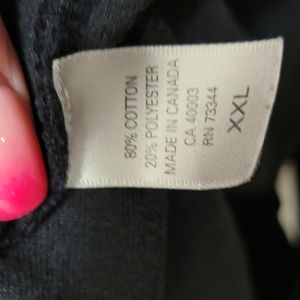 80% COTTON
20% POLYESTER
MADE IN CANADA
CA 40003
RN 73344
XXL